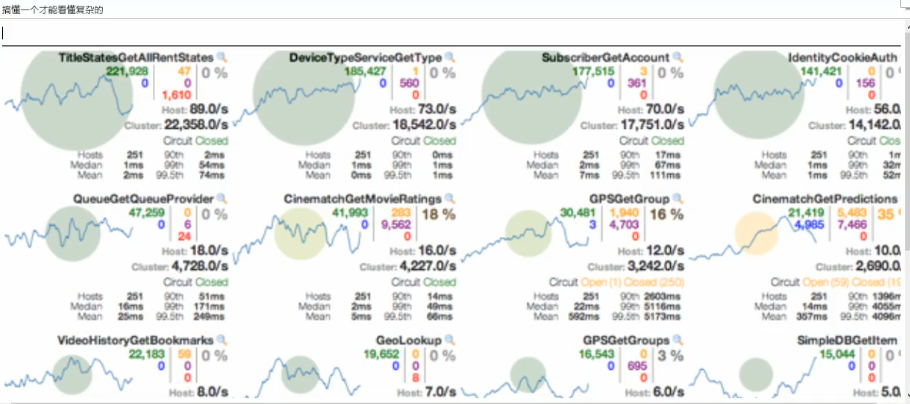 搞懂一个才能看懂复杂的
TitleStatesGetAllRentStates
221,928 47 0 %
0 0
1,610
Host: 89.0/s
Cluster: 22,358.0/s
Circuit Closed
Hosts 251 90th 2ms
Median 1ms 99th 54ms
Mean 2ms 99.5th 74ms
DeviceTypeServiceGetType
185,427 1 0 %
0 560
0
Host: 73.0/s
Cluster: 18,542.0/s
Circuit Closed
Hosts 251 90th 0ms
Median 1ms 99th 1ms
Mean 0ms 99.5th 1ms
SubscriberGetAccount
177,515 3 0 %
0 361
0
Host: 70.0/s
Cluster: 17,751.0/s
Circuit Closed
Hosts 251 90th 17ms
Median 2ms 99th 67ms
Mean 7ms 99.5th 111ms
IdentityCookieAuth
141,421 0 0 %
0 156
0
Host: 56.0
Cluster: 14,142.0
Circuit Close
Hosts 251 90th 1m
Median 1ms 99th 32m
Mean 1ms 99.5th 52m
QueueGetQueueProvider
47,259 0 0 %
0 6
24
Host: 18.0/s
Cluster: 4,728.0/s
Circuit Closed
Hosts 251 90th 51ms
Median 16ms 99th 171ms
Mean 25ms 99.5th 249ms
CinematchGetMovieRatings
41,993 283 18 %
0 9,562
0
Host: 16.0/s
Cluster: 4,227.0/s
Circuit Closed
Hosts 251 90th 14ms
Median 2ms 99th 49ms
Mean 5ms 99.5th 66ms
GPSGetGroup
30,481 1,940 16 %
3 4,703
0
Host: 12.0/s
Cluster: 3,242.0/s
Circuit Open (1) Closed (250)
Hosts 251 90th 2603ms
Median 22ms 99th 5116ms
Mean 592ms 99.5th 5173ms
CinematchGetPredictions
21,419 5,483 35 %
4,985 7,466
0
Host: 10.0
Cluster: 2,690.0
Circuit Open (59) Closed (19
Hosts 251 90th 1396m
Median 14ms 99th 4055m
Mean 357ms 99.5th 4096m
VideoHistoryGetBookmarks
22,183 59 0 %
0 0
0
Host: 8.0/s
GeoLookup
19,652 0 0 %
0 0
8
Host: 7.0/s
GPSGetGroups
16,543 0 3 %
0 695
0
Host: 6.0/s
SimpleDBGetItem
15,044 0 0 %
0 0
0
Host: 5.0